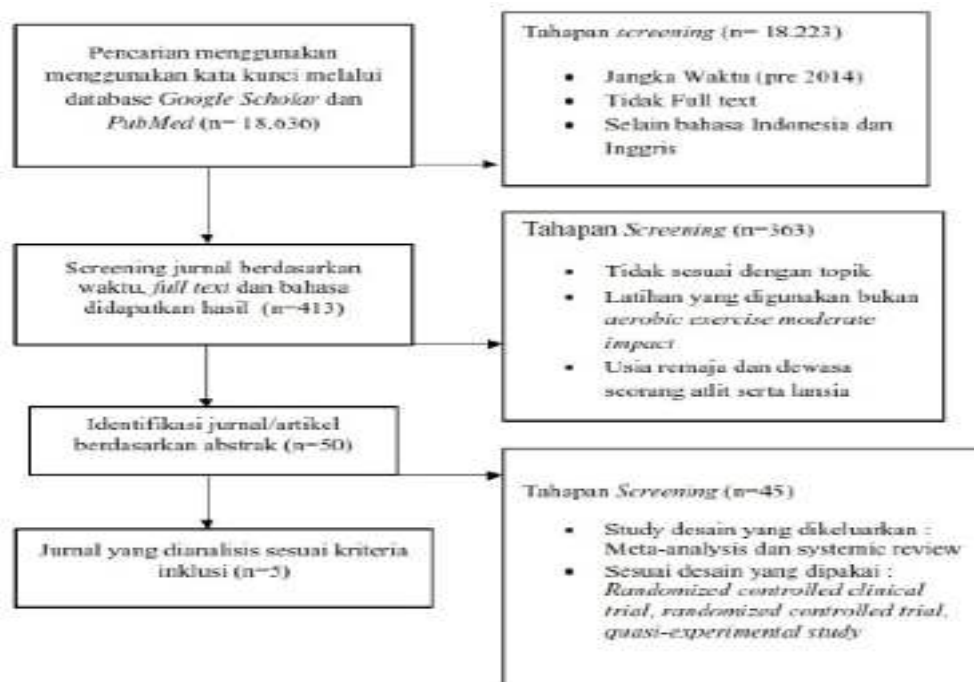 Pencarian menggunakan
menggunakan kata kunci melalui
database Google Scholar dan
PubMed (n= 18.636)
Tahapan screening (n= 18.223)
• Jangka Waktu (pre 2014)
• Tidak Full text
• Selain bahasa Indonesia dan
Inggris
Screening jurnal berdasarkan
waktu, full text dan bahasa
didapatkan hasil (n=413)
Tahapan Screening (n=363)
• Tidak sesuai dengan topik
• Latihan yang digunakan bukan
aerobic exercise moderate
impact
• Usia remaja dan dewasa
seorang atlit serta lansia
Identifikasi jurnal/artikel
berdasarkan abstrak (n=50)
Tahapan Screening (n=45)
• Study desain yang dikeluarkan :
Meta-analysis dan systemic review
• Sesuai desain yang dipakai :
Randomized controlled clinical
trial, randomized controlled trial,
quasi-experimental study
Jurnal yang dianalisis sesuai kriteria
inklusi (n=5)